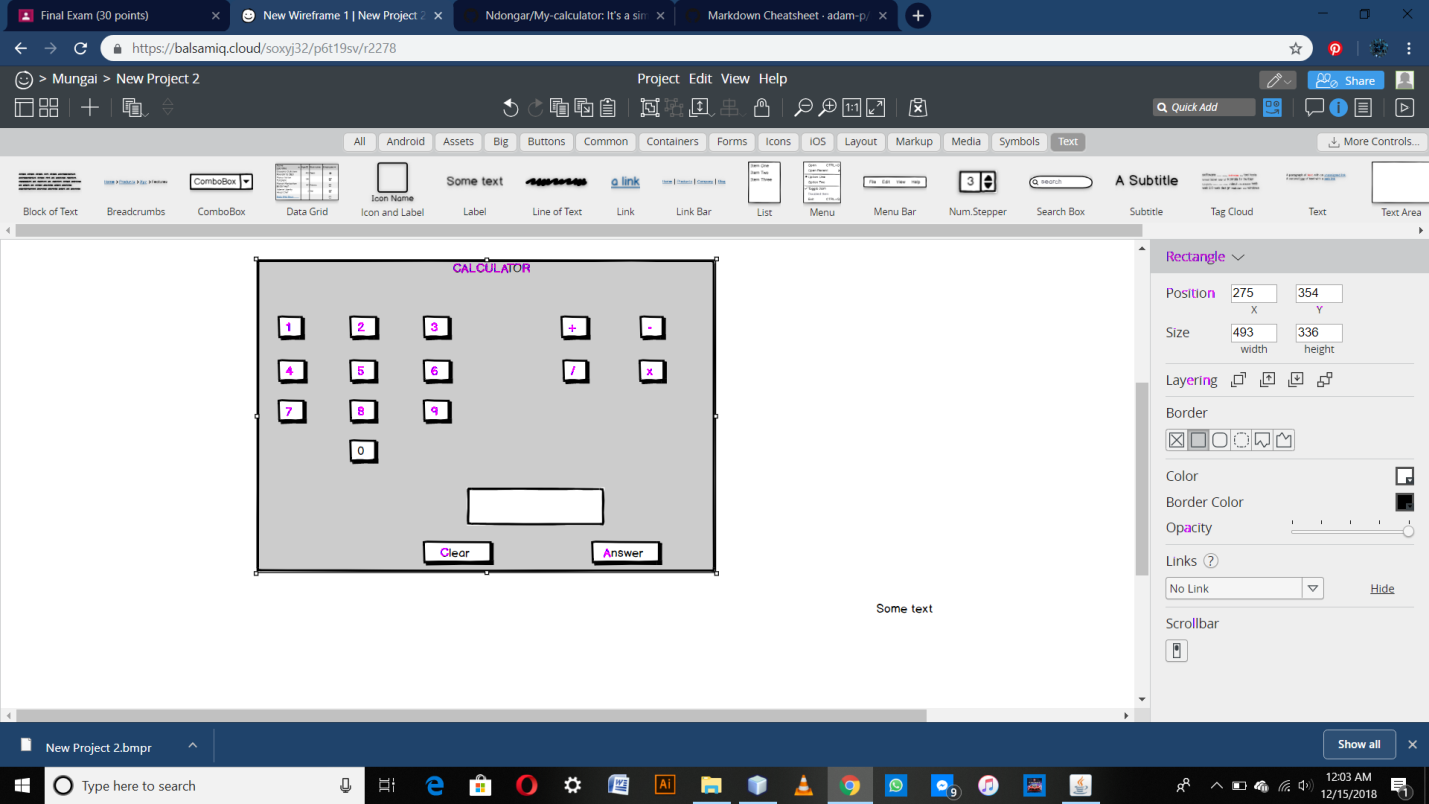 Final Exam (30 points)
New Wireframe 1 | New Project 2
Ndongar/My-calculator: It's a sim
Markdown Cheatsheet · adam-p/
https://balsamiq.cloud/soxyj32/p6t19sv/r2278
> Mungai > New Project 2
Project Edit View Help
Share
1:1
Quick Add
All Android Assets Big Buttons Common Containers Forms Icons iOS Layout Markup Media Symbols Text
More Controls...
ComboBox
Icon Name
Some text
a link
3
search
A Subtitle
Block of Text Breadcrumbs ComboBox Data Grid Icon and Label Label Line of Text Link Link Bar List Menu Menu Bar Num.Stepper Search Box Subtitle Tag Cloud Text Text Area
CALCULATOR
1 2 3 + -
4 5 6 / x
7 8 9
0
Clear Answer
Some text
Rectangle
Position 275 354
X Y
Size 493 336
width height
Layering
Border
Color
Border Color
Opacity
Links ?
No Link Hide
Scrollbar
New Project 2.bmpr
Show all
Type here to search
9
12:03 AM
12/15/2018
1